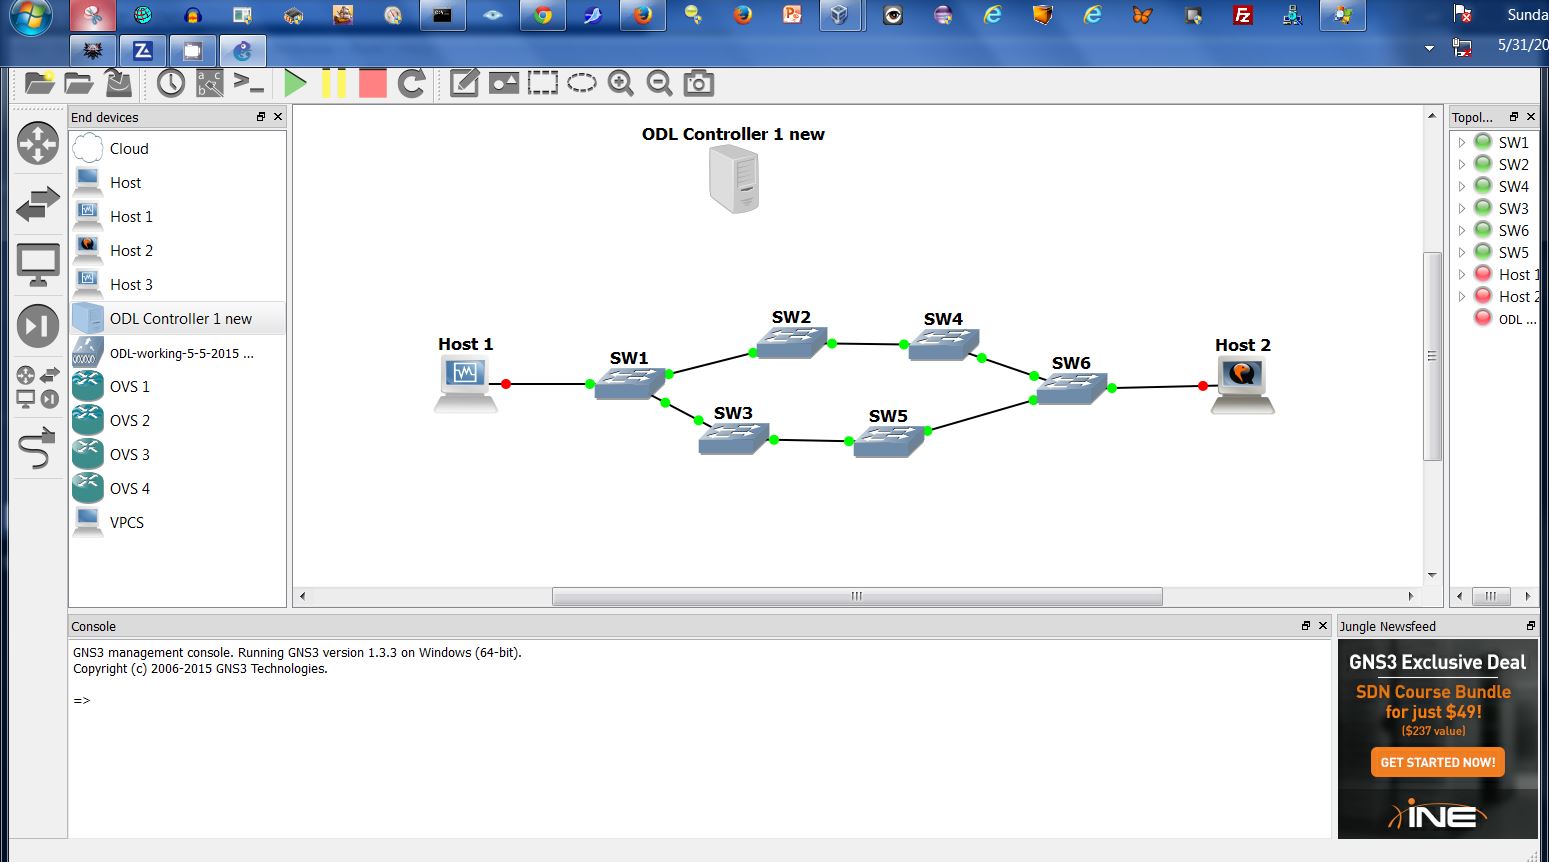 Sunda
5/31/20
End devices
Cloud
Host
Host 1
Host 2
Host 3
ODL Controller 1 new
ODL-working-5-5-2015 ...
OVS 1
OVS 2
OVS 3
OVS 4
VPCS
ODL Controller 1 new
SW2
SW4
Host 1
SW1
SW6
Host 2
SW3
SW5
Topol...
SW1
SW2
SW4
SW3
SW6
SW5
Host 1
Host 2
ODL ...
Console
GNS3 management console. Running GNS3 version 1.3.3 on Windows (64-bit).
Copyright (c) 2006-2015 GNS3 Technologies.
=>
Jungle Newsfeed
GNS3 Exclusive Deal
SDN Course Bundle
for just $49!
($237 value)
GET STARTED NOW!
INE